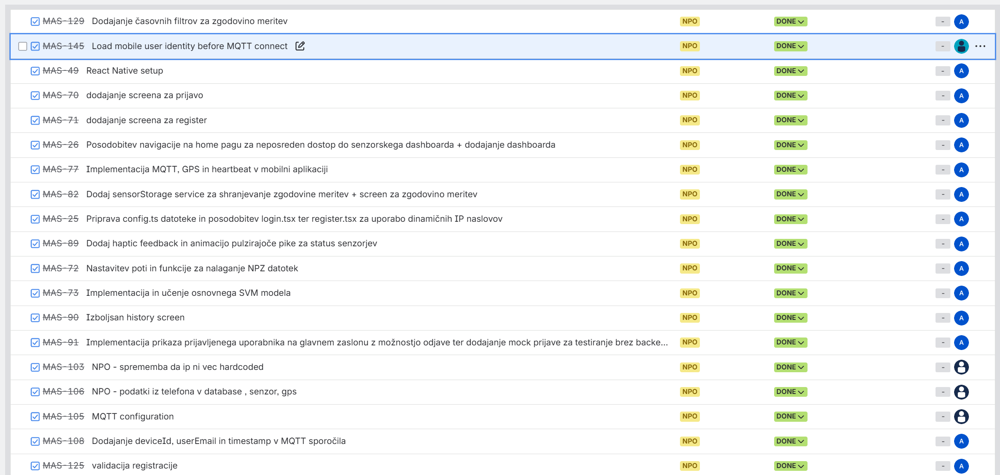 MAS-129 Dodajanje časovnih filtrov za zgodovino meritev NPO DONE - A
MAS-145 Load mobile user identity before MQTT connect NPO DONE -
MAS-49 React Native setup NPO DONE - A
MAS-70 dodajanje screena za prijavo NPO DONE - A
MAS-71 dodajanje screena za register NPO DONE - A
MAS-26 Posodobitev navigacije na home pagu za neposreden dostop do senzorskega dashboarda + dodajanje dashboarda NPO DONE - A
MAS-77 Implementacija MQTT, GPS in heartbeat v mobilni aplikaciji NPO DONE - A
MAS-82 Dodaj sensorStorage service za shranjevanje zgodovine meritev + screen za zgodovino meritev NPO DONE - A
MAS-25 Priprava config.ts datoteke in posodobitev login.tsx ter register.tsx za uporabo dinamičnih IP naslovov NPO DONE - A
MAS-89 Dodaj haptic feedback in animacijo pulzirajoče pike za status senzorjev NPO DONE - A
MAS-72 Nastavitev poti in funkcije za nalaganje NPZ datotek NPO DONE - A
MAS-73 Implementacija in učenje osnovnega SVM modela NPO DONE - A
MAS-90 Izboljsan history screen NPO DONE - A
MAS-91 Implementacija prikaza prijavljenega uporabnika na glavnem zaslonu z možnostjo odjave ter dodajanje mock prijave za testiranje brez backe... NPO DONE - A
MAS-103 NPO - sprememba da ip ni vec hardcoded NPO DONE -
MAS-106 NPO - podatki iz telefona v database , senzor, gps NPO DONE -
MAS-105 MQTT configuration NPO DONE -
MAS-108 Dodajanje deviceId, userEmail in timestamp v MQTT sporočila NPO DONE - A
MAS-125 validacija registracije NPO DONE - A